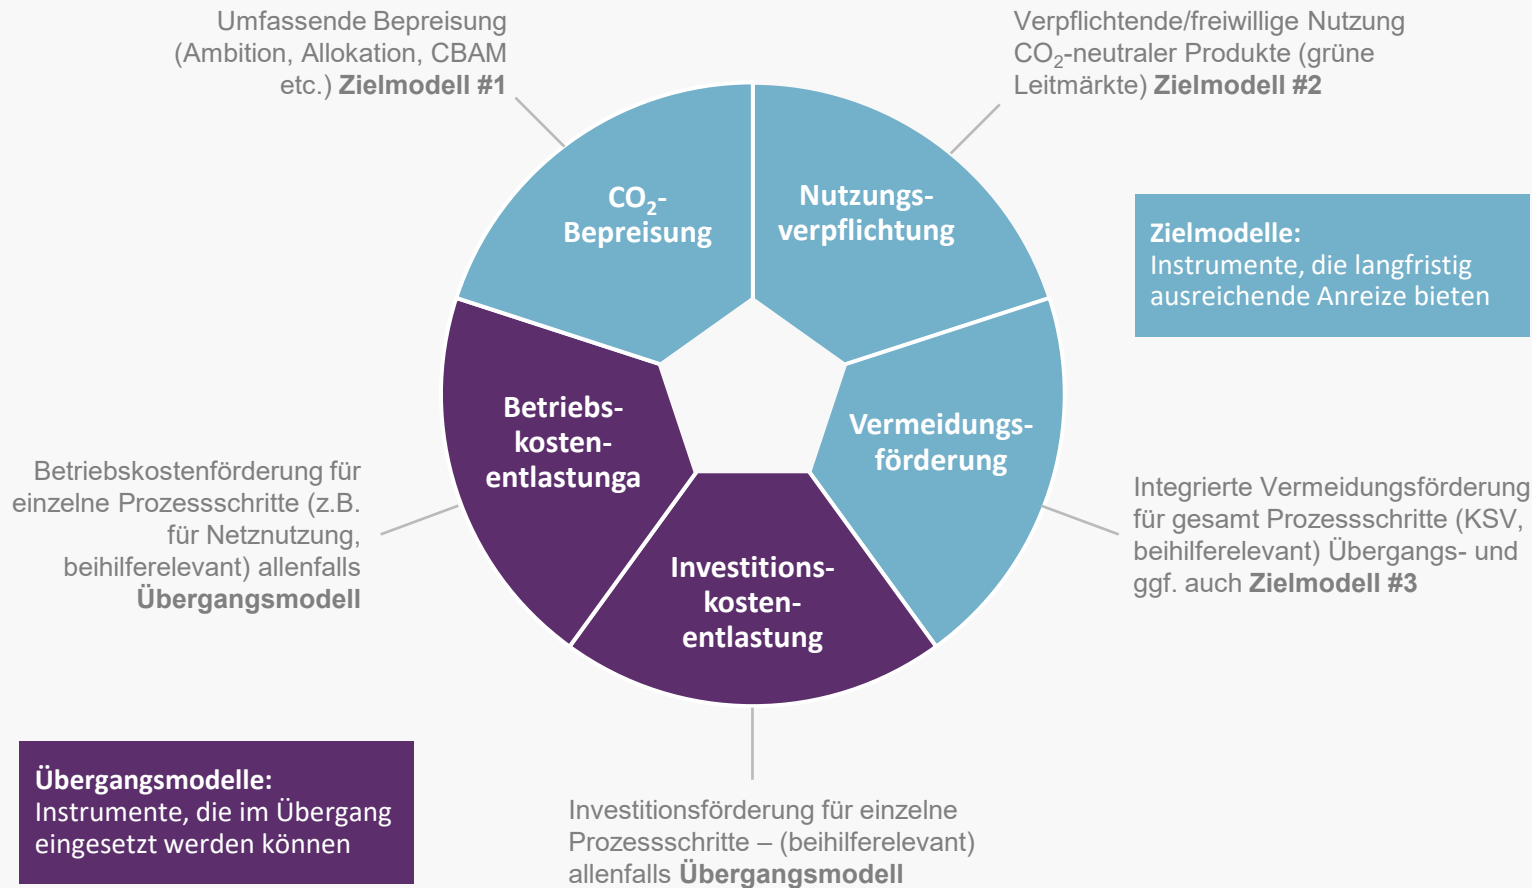 Umfassende Bepreisung
(Ambition, Allokation, CBAM
etc.) Zielmodell #1
Verpflichtende/freiwillige Nutzung
CO₂-neutraler Produkte (grüne
Leitmärkte) Zielmodell #2
CO₂-
Bepreisung
Nutzungs-
verpflichtung
Zielmodelle:
Instrumente, die langfristig
ausreichende Anreize bieten
Betriebs-
kosten-
entlastunga
Vermeidungs-
förderung
Betriebskostenförderung für
einzelne Prozessschritte (z.B.
für Netznutzung,
beihilferelevant) allenfalls
Übergangsmodell
Integrierte Vermeidungsförderung
für gesamt Prozessschritte (KSV,
beihilferelevant) Übergangs- und
ggf. auch Zielmodell #3
Investitions-
kosten-
entlastung
Übergangsmodelle:
Instrumente, die im Übergang
eingesetzt werden können
Investitionsförderung für einzelne
Prozessschritte – (beihilferelevant)
allenfalls Übergangsmodell